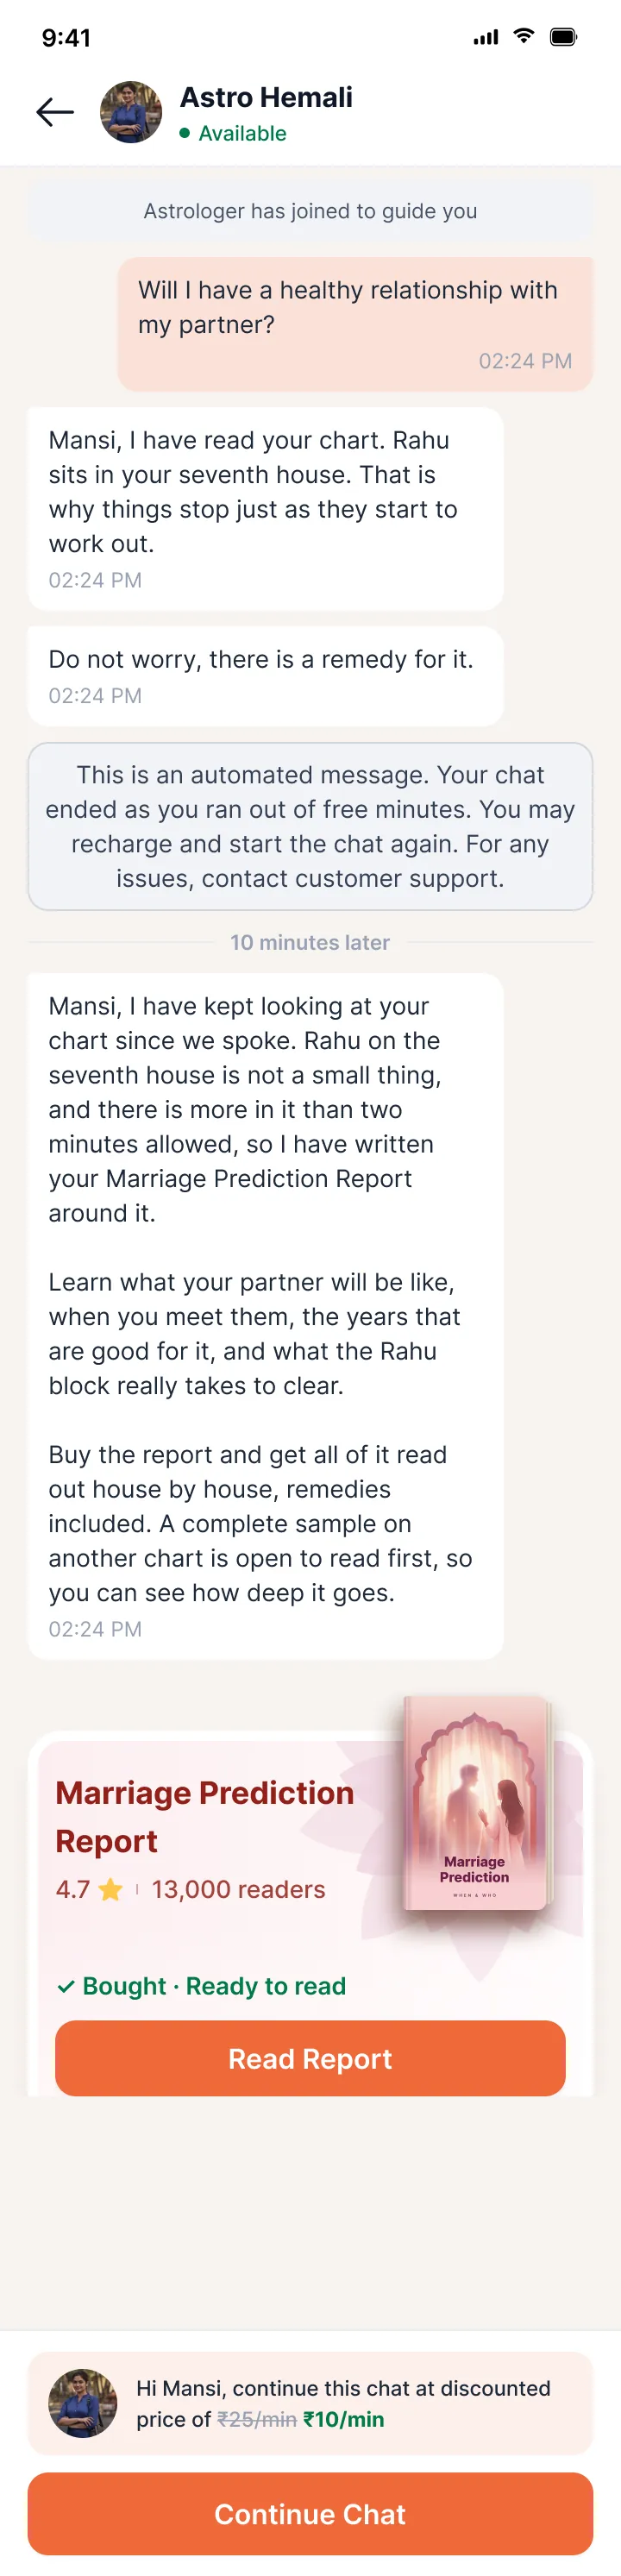 9:41
Astro Hemali
Available
Astrologer has joined to guide you
Will I have a healthy relationship with
my partner?
02:24 PM
Mansi, I have read your chart. Rahu
sits in your seventh house. That is
why things stop just as they start to
work out.
02:24 PM
Do not worry, there is a remedy for it.
02:24 PM
This is an automated message. Your chat
ended as you ran out of free minutes. You may
recharge and start the chat again. For any
issues, contact customer support.
10 minutes later
Mansi, I have kept looking at your
chart since we spoke. Rahu on the
seventh house is not a small thing,
and there is more in it than two
minutes allowed, so I have written
your Marriage Prediction Report
around it.
Learn what your partner will be like,
when you meet them, the years that
are good for it, and what the Rahu
block really takes to clear.
Buy the report and get all of it read
out house by house, remedies
included. A complete sample on
another chart is open to read first, so
you can see how deep it goes.
02:24 PM
Marriage Prediction
Report
4.7 ⭐ | 13,000 readers
Marriage
Prediction
WHEN & WHO
✓ Bought · Ready to read
Read Report
Hi Mansi, continue this chat at discounted
price of ₹25/min ₹10/min
Continue Chat